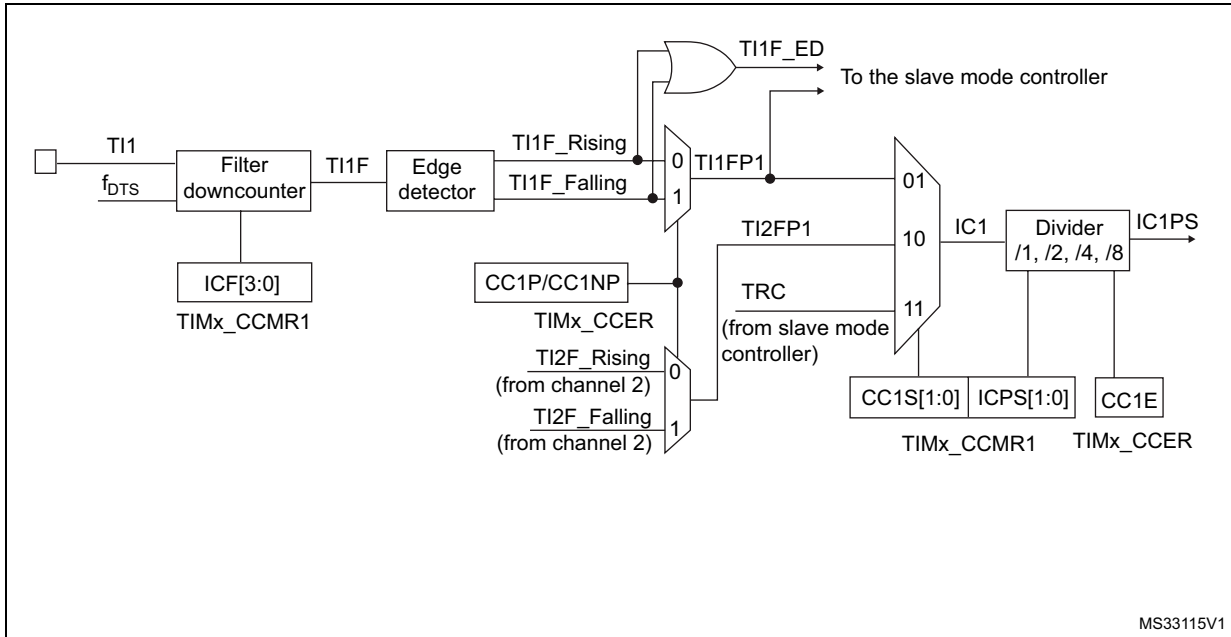 TI1F_ED
To the slave mode controller
TI1
f_DTS
Filter
downcounter
TI1F
Edge
detector
TI1F_Rising
TI1F_Falling
0
1
TI1FP1
01
TI2FP1
10
IC1
Divider
/1, /2, /4, /8
IC1PS
ICF[3:0]
TIMx_CCMR1
CC1P/CC1NP
TIMx_CCER
TRC
11
(from slave mode
controller)
TI2F_Rising
0
(from channel 2)
TI2F_Falling
1
(from channel 2)
CC1S[1:0]
ICPS[1:0]
CC1E
TIMx_CCMR1
TIMx_CCER
MS33115V1